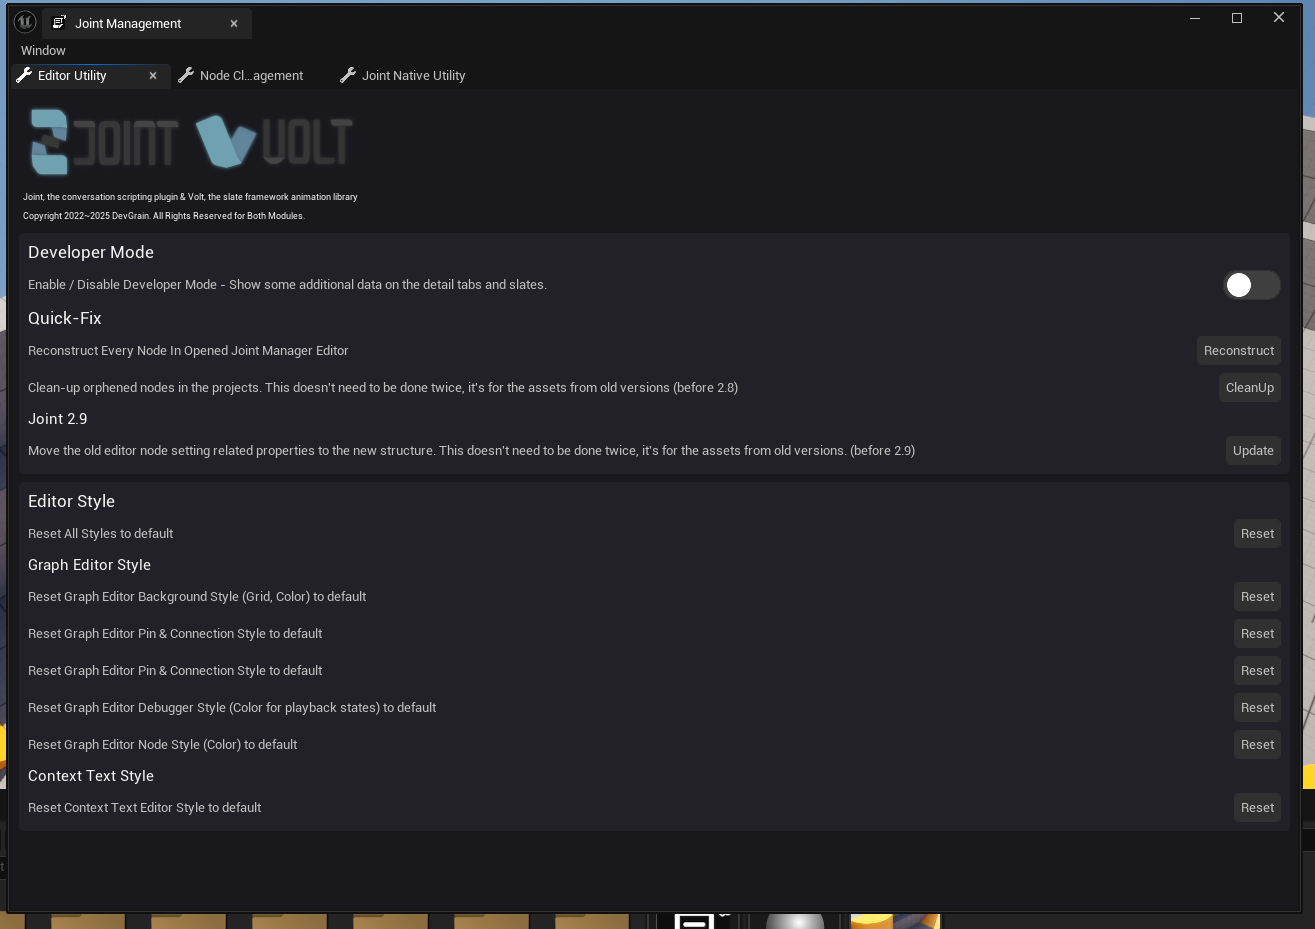 Joint Management
Window
Editor Utility
Node Cl...agement
Joint Native Utility
JOINT VOLT
Joint, the conversation scripting plugin & Volt, the slate framework animation library
Copyright 2022~2025 DevGrain. All Rights Reserved for Both Modules.
Developer Mode
Enable / Disable Developer Mode - Show some additional data on the detail tabs and slates.
Quick-Fix
Reconstruct Every Node In Opened Joint Manager Editor Reconstruct
Clean-up orphened nodes in the projects. This doesn't need to be done twice, it's for the assets from old versions (before 2.8) CleanUp
Joint 2.9
Move the old editor node setting related properties to the new structure. This doesn't need to be done twice, it's for the assets from old versions. (before 2.9) Update
Editor Style
Reset All Styles to default Reset
Graph Editor Style
Reset Graph Editor Background Style (Grid, Color) to default Reset
Reset Graph Editor Pin & Connection Style to default Reset
Reset Graph Editor Pin & Connection Style to default Reset
Reset Graph Editor Debugger Style (Color for playback states) to default Reset
Reset Graph Editor Node Style (Color) to default Reset
Context Text Style
Reset Context Text Editor Style to default Reset